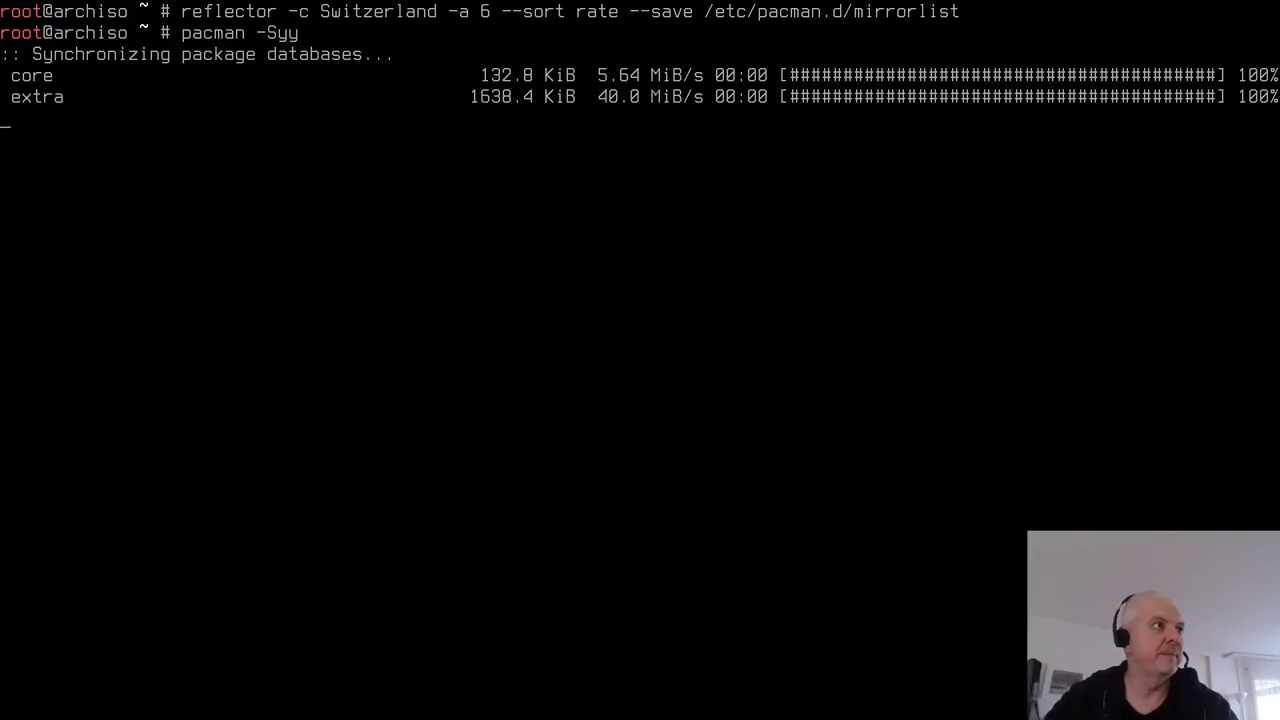 root@archiso ~ # reflector -c Switzerland -a 6 --sort rate --save /etc/pacman.d/mirrorlist
root@archiso ~ # pacman -Syy
:: Synchronizing package databases...
core 132.8 KiB 5.64 MiB/s 00:00 [########################################] 100%
extra 1638.4 KiB 40.0 MiB/s 00:00 [########################################] 100%